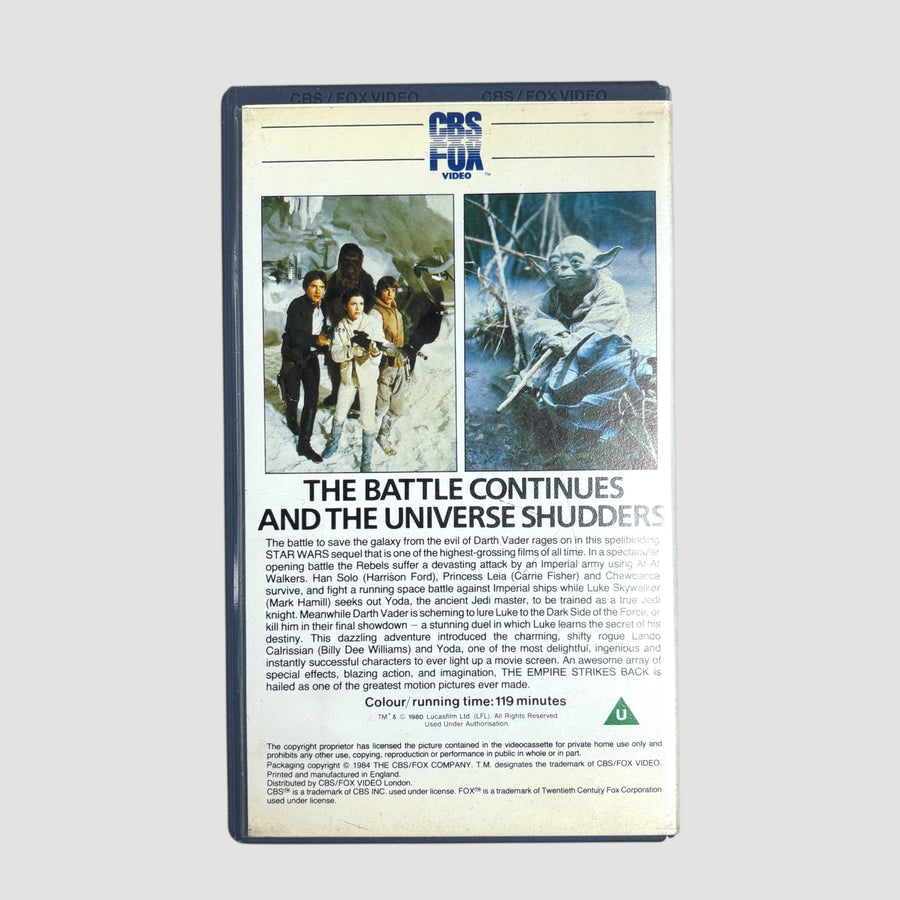 CBS / FOX VIDEO CBS / FOX VIDEO
CBS
FOX
VIDEO ™
THE BATTLE CONTINUES
AND THE UNIVERSE SHUDDERS
The battle to save the galaxy from the evil of Darth Vader rages on in this spellbinding
STAR WARS sequel that is one of the highest-grossing films of all time. In a spectacular
opening battle the Rebels suffer a devasting attack by an Imperial army using At-At
Walkers. Han Solo (Harrison Ford), Princess Leia (Carrie Fisher) and Chewbacca
survive, and fight a running space battle against Imperial ships while Luke Skywalker
(Mark Hamill) seeks out Yoda, the ancient Jedi master, to be trained as a true Jedi
knight. Meanwhile Darth Vader is scheming to lure Luke to the Dark Side of the Force, or
kill him in their final showdown – a stunning duel in which Luke learns the secret of his
destiny. This dazzling adventure introduced the charming, shifty rogue Lando
Calrissian (Billy Dee Williams) and Yoda, one of the most delightful, ingenious and
instantly successful characters to ever light up a movie screen. An awesome array of
special effects, blazing action, and imagination, THE EMPIRE STRIKES BACK is
hailed as one of the greatest motion pictures ever made.
Colour/running time: 119 minutes
TM* & © 1980 Lucasfilm Ltd. (LFL). All Rights Reserved.
Used Under Authorisation.
U
The copyright proprietor has licensed the picture contained in the videocassette for private home use only and
prohibits any other use, copying, reproduction or performance in public in whole or in part.
Packaging copyright © 1984 THE CBS/FOX COMPANY. T.M. designates the trademark of CBS/FOX VIDEO.
Printed and manufactured in England.
Distributed by CBS/FOX VIDEO London.
CBS™ is a trademark of CBS INC. used under license. FOX™ is a trademark of Twentieth Century Fox Corporation
used under license.